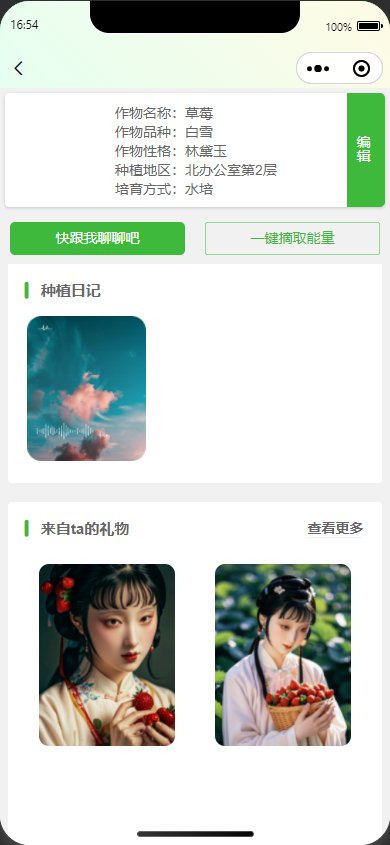 16:54
100%
作物名称：草莓
作物品种：白雪
作物性格：林黛玉
种植地区：北办公室第2层
培育方式：水培
编辑
快跟我聊聊吧
一键摘取能量
种植日记
来自ta的礼物
查看更多